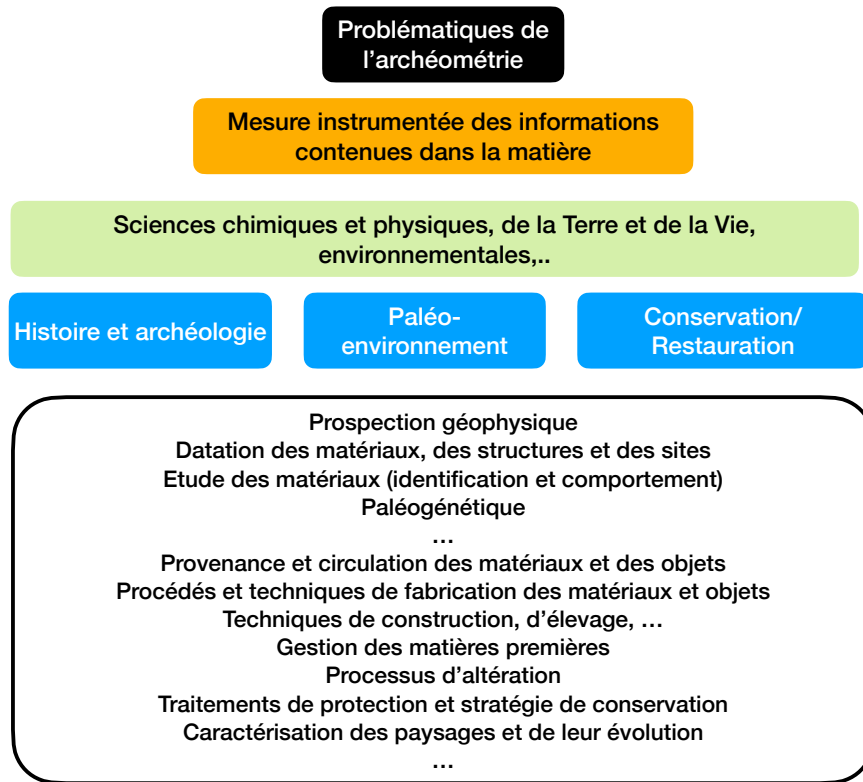 Problématiques de
l'archéométrie
Mesure instrumentée des informations
contenues dans la matière
Sciences chimiques et physiques, de la Terre et de la Vie,
environnementales,..
Histoire et archéologie
Paléo-
environnement
Conservation/
Restauration
Prospection géophysique
Datation des matériaux, des structures et des sites
Etude des matériaux (identification et comportement)
Paléogénétique
…
Provenance et circulation des matériaux et des objets
Procédés et techniques de fabrication des matériaux et objets
Techniques de construction, d'élevage, …
Gestion des matières premières
Processus d'altération
Traitements de protection et stratégie de conservation
Caractérisation des paysages et de leur évolution
…